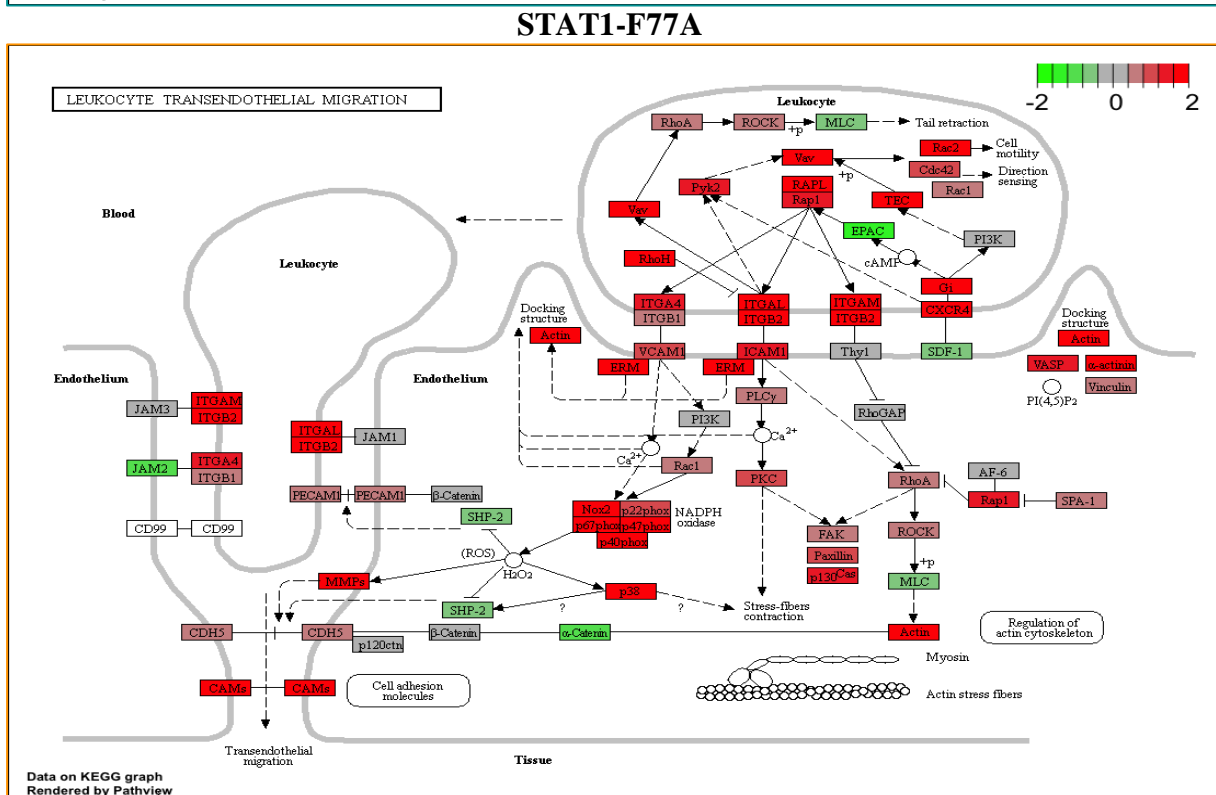 STAT1-F77A
LEUKOCYTE TRANSENDOTHELIAL MIGRATION
-2 0 2
Leukocyte
RhoA
ROCK
+p
MLC
Tail retraction
Vav
Rac2
Cell
motility
+p
Cdc42
Direction
sensing
Rac1
Pyk2
RAPL
Rap1
TEC
Vav
EPAC
PI3K
cAMP
RhoH
Gi
Blood
Leukocyte
ITGA4
ITGB1
ITGAL
ITGB2
ITGAM
ITGB2
CXCR4
Docking
structure
Actin
Docking
structure
Actin
VCAM1
ICAM1
Thy1
SDF-1
ERM
ERM
VASP
α-actinin
Vinculin
PI(4,5)P2
Endothelium
Endothelium
JAM3
ITGAM
ITGB2
PLCγ
PI3K
RhoGAP
ITGAL
ITGB2
JAM1
Ca2+
Ca2+
JAM2
ITGA4
ITGB1
Rac1
PKC
RhoA
AF-6
Rap1
SPA-1
PECAM1
PECAM1
β-Catenin
SHP-2
Nox2
p22phox
p67phox
p47phox
p40phox
NADPH
oxidase
CD99
CD99
FAK
ROCK
(ROS)
H2O2
Paxillin
p130Cas
+p
MLC
MMPs
p38
SHP-2
?
?
Stress-fibers
contraction
CDH5
CDH5
p120ctn
β-Catenin
α-Catenin
Actin
Regulation of
actin cytoskeleton
Myosin
CAMs
CAMs
Cell adhesion
molecules
Actin stress fibers
Transendothelial
migration
Tissue
Data on KEGG graph
Rendered by Pathview